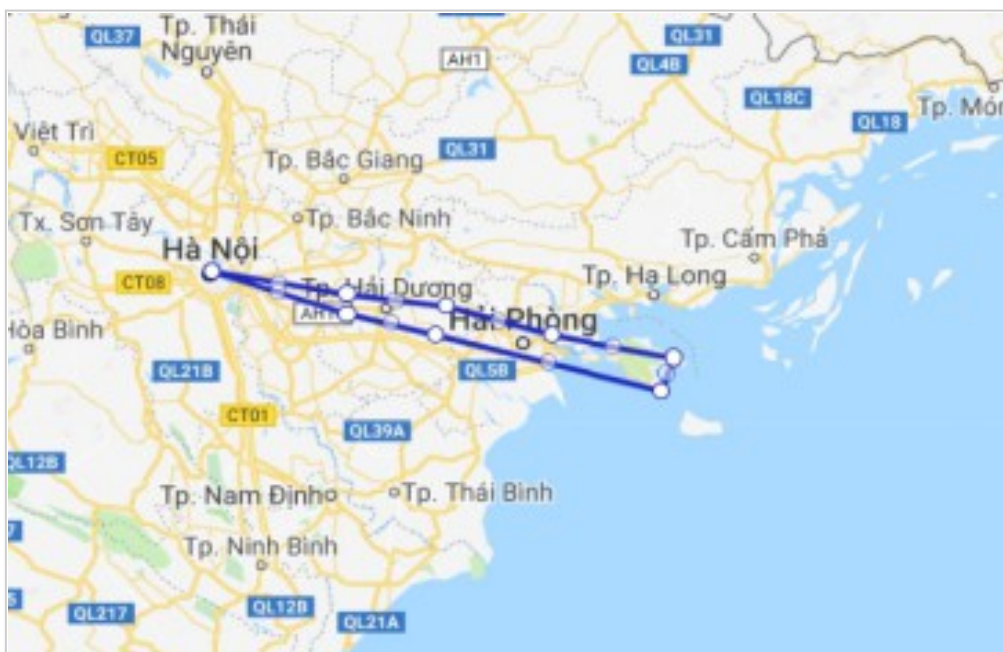 QL37
Tp. Thái
Nguyên
AH1
QL31
QL4B
QL18C
QL18
Tp. Món
Việt Trì
CT05
Tp. Bắc Giang
QL31
Tx. Sơn Tây
Tp. Bắc Ninh
Hà Nội
Tp. Cẩm Phả
CT08
Tp. Hải Dương
Tp. Hạ Long
Hải Phòng
Hòa Bình
QL21B
QL5B
CT01
QL39A
QL12B
Tp. Nam Định
Tp. Thái Bình
Tp. Ninh Bình
QL217
QL12B
QL21A